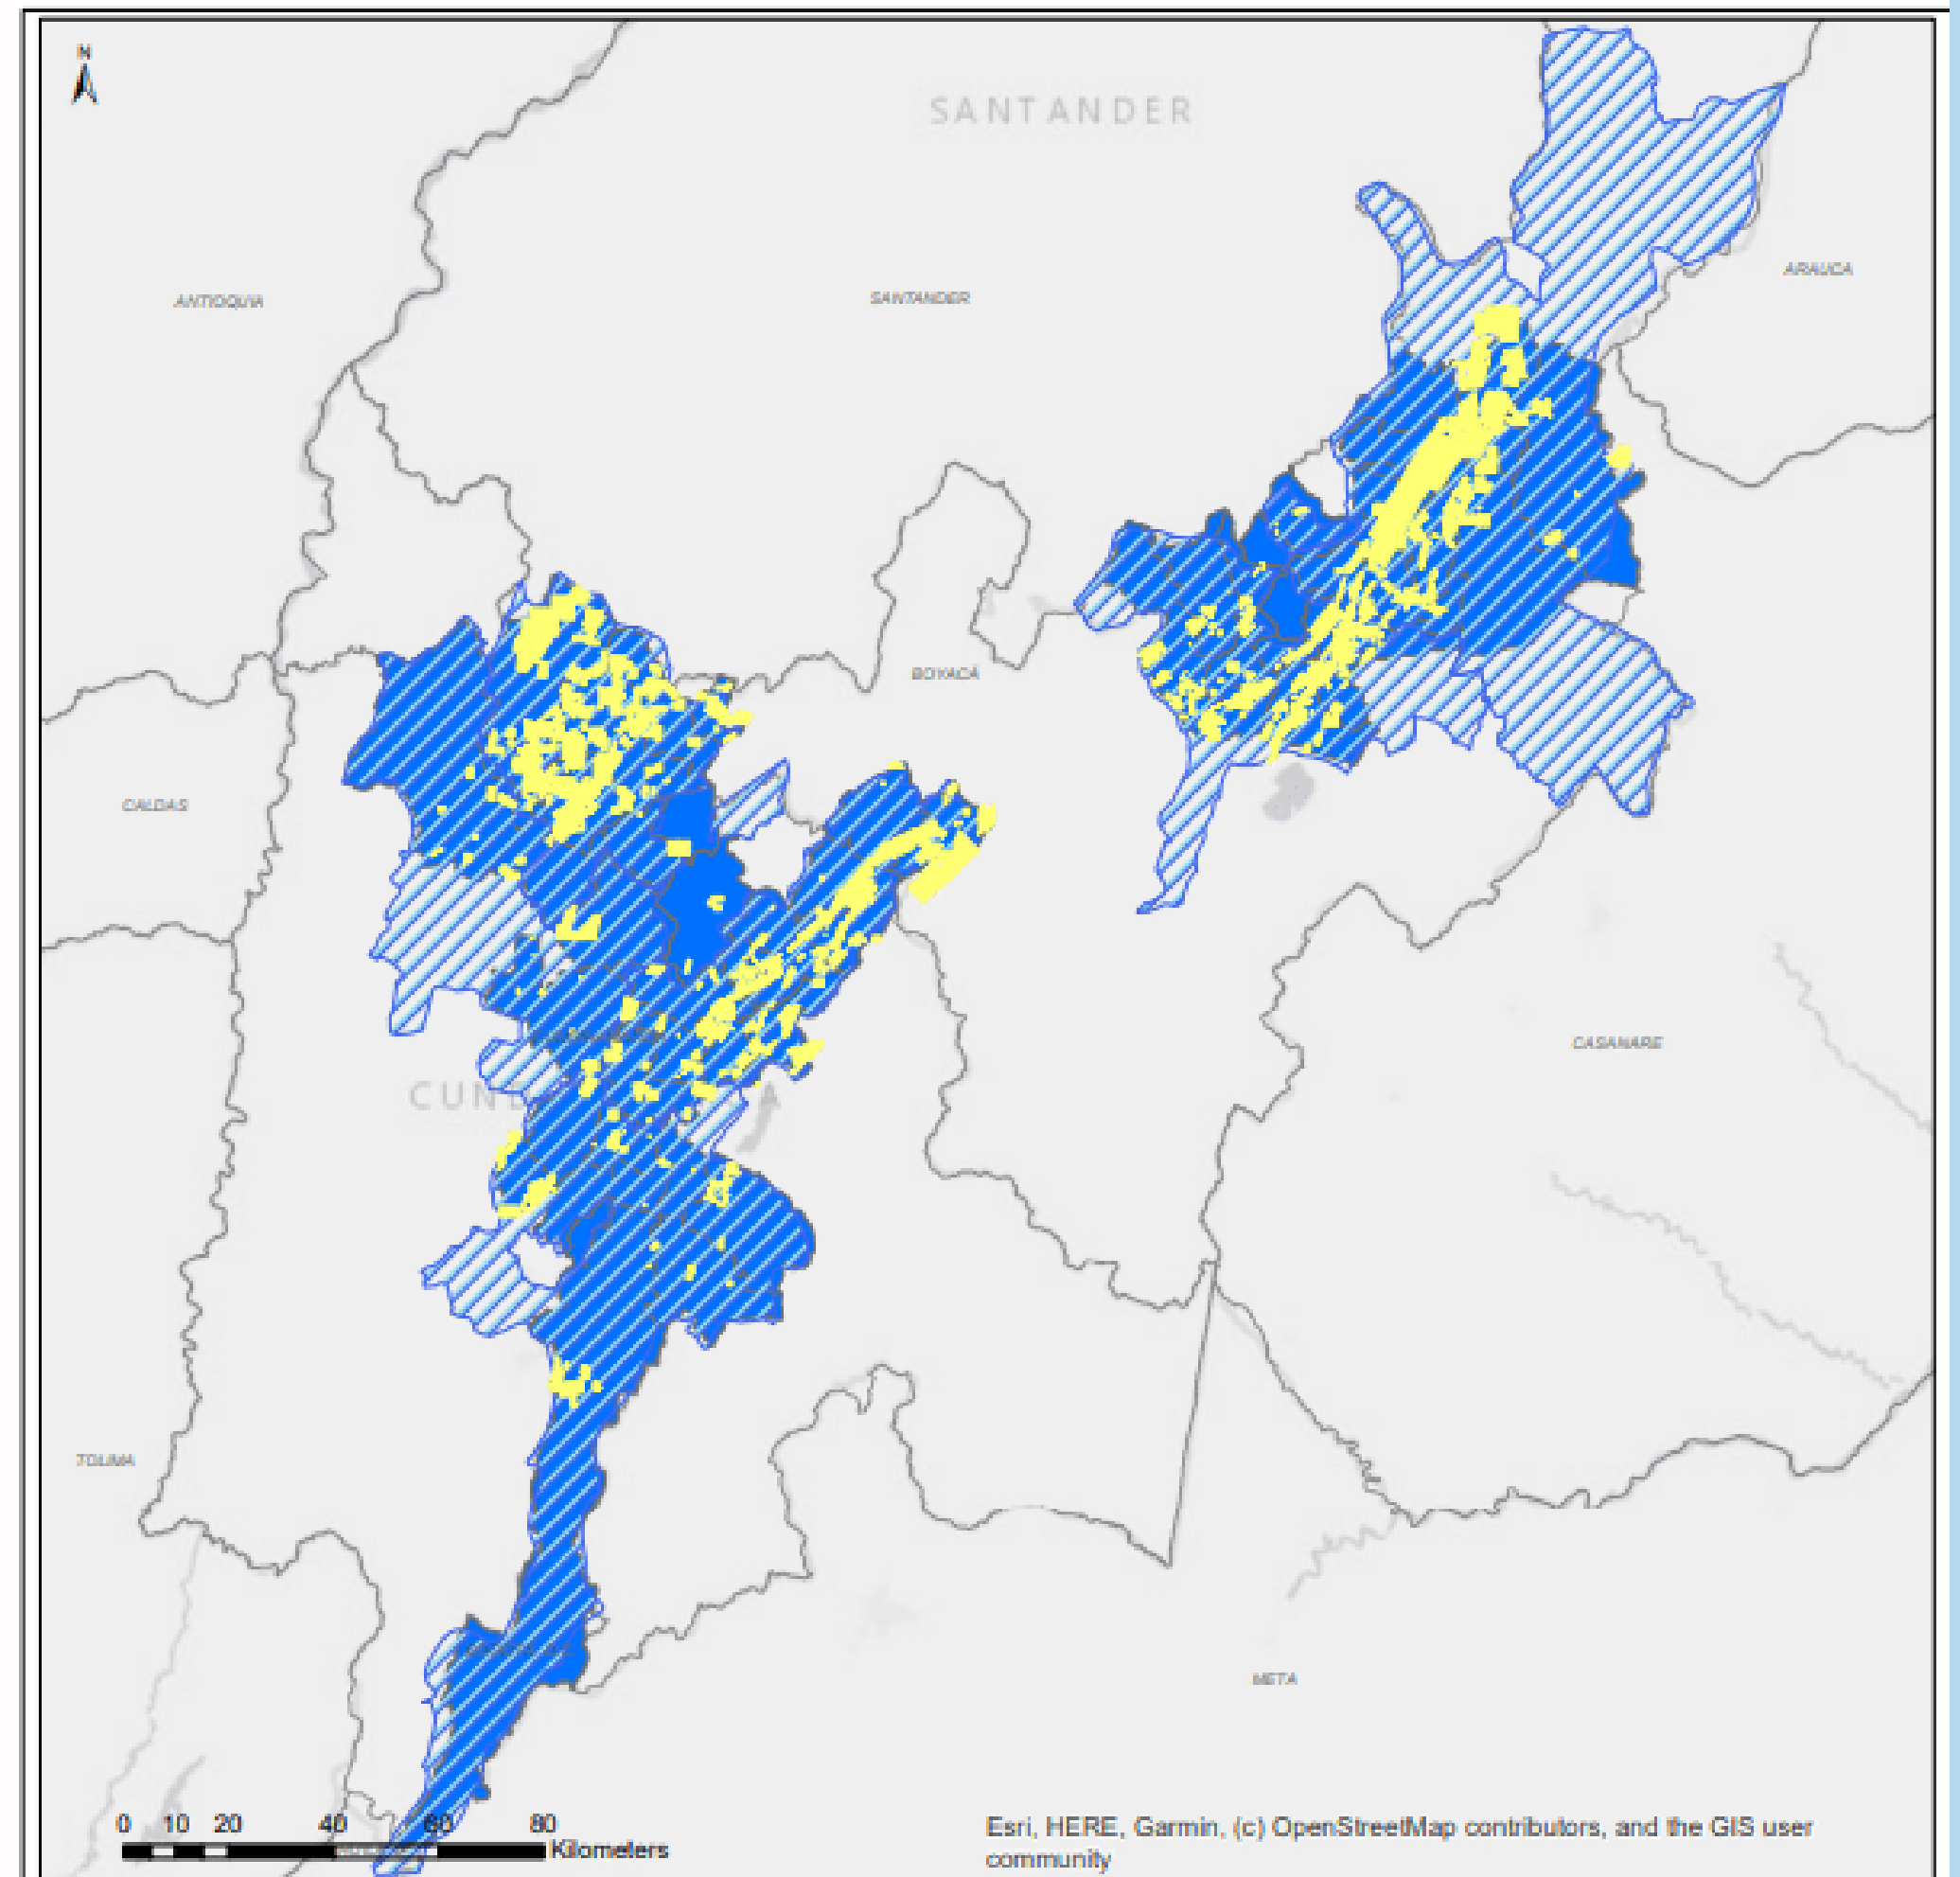 N
SANTANDER
ARAUCA
ANTIOQUIA
SANTANDER
BOYACÁ
CALDAS
CASANARE
CUND A
TOLIMA
META
0 10 20 40 60 80
Kilometers
Esri, HERE, Garmin, (c) OpenStreetMap contributors, and the GIS user
community